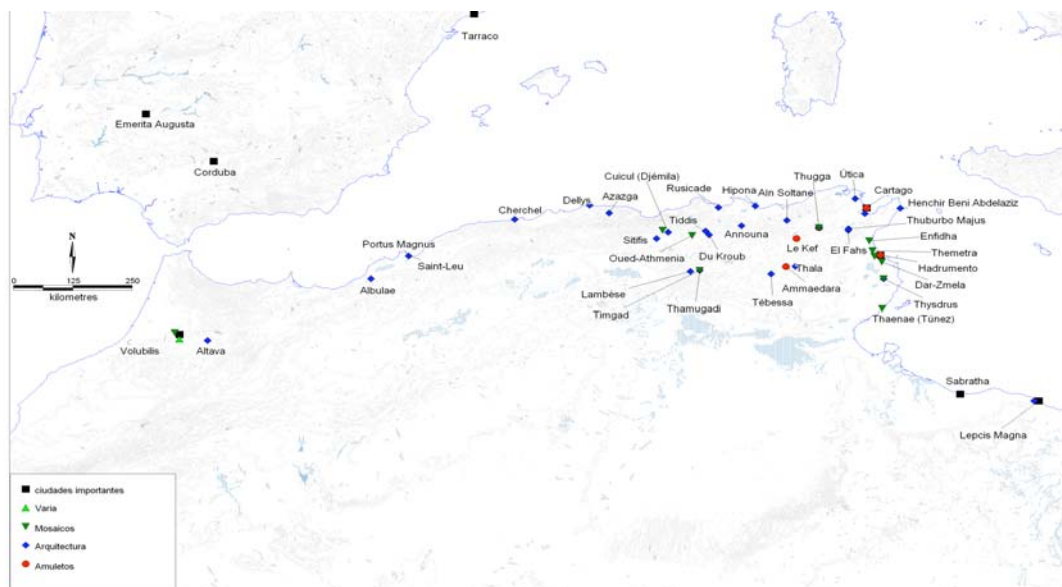 Tarraco
Emerita Augusta
Corduba
Cuicul (Djémila)
Rusicade
Hipona
Aïn Soltane
Thugga
Útica
Cartago
Dellys
Azazga
Henchir Beni Abdelaziz
Cherchel
Tiddis
Thuburbo Majus
Sitifis
Announa
Le Kef
El Fahs
Enfidha
Portus Magnus
Oued-Athmenia
Du Kroub
Themetra
Saint-Leu
Thala
Hadrumento
Albulae
Lambèse
Ammaedara
Dar-Zmela
Timgad
Thamugadi
Tébessa
Thysdrus
Thaenae (Túnez)
N
0 125 250
kilometres
Volubilis
Altava
Sabratha
Lepcis Magna
ciudades importantes
Varia
Mosaicos
Arquitectura
Amuletos